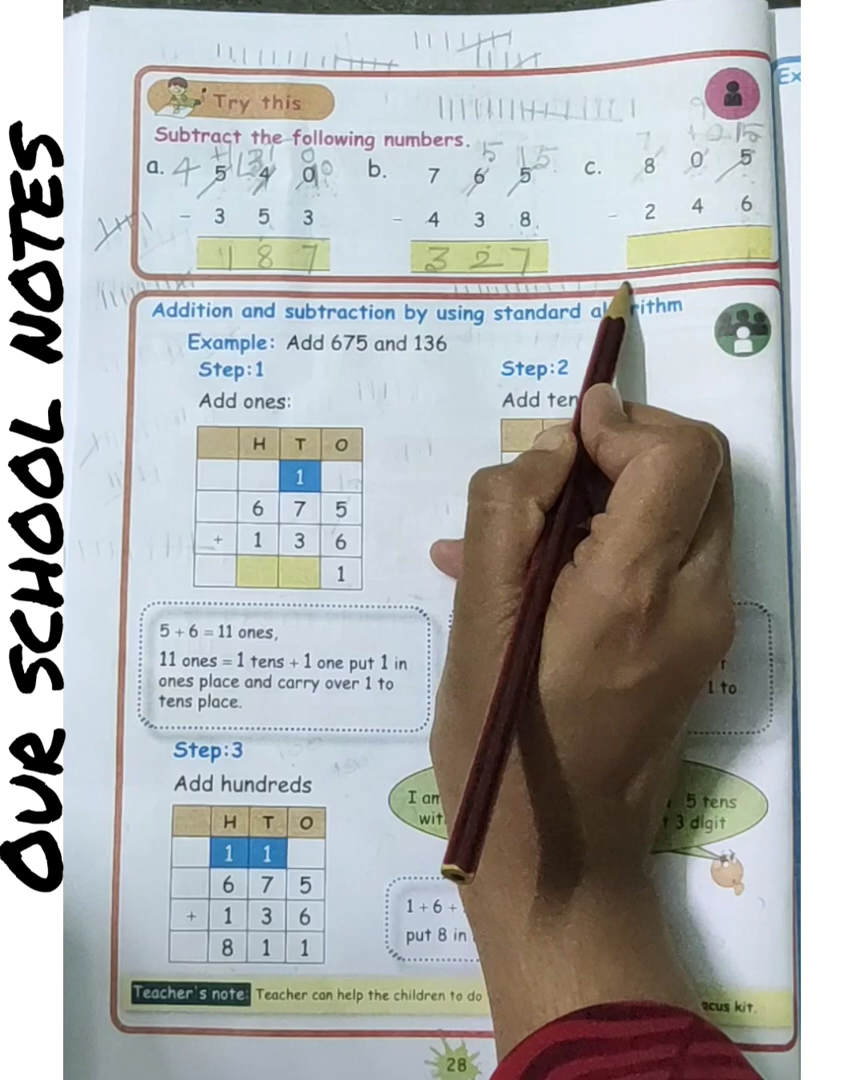 OUR SCHOOL NOTES
Ex
Try this
Subtract the following numbers.
a. 5 4 0
- 3 5 3
1 8 7
b. 7 6 5
- 4 3 8
3 2 7
c. 8 0 5
- 2 4 6
Addition and subtraction by using standard al rithm
Example: Add 675 and 136
Step:1
Add ones:
H T O
1
6 7 5
+ 1 3 6
1
Step:2
Add ten
5 + 6 = 11 ones,
11 ones = 1 tens + 1 one put 1 in
ones place and carry over 1 to
tens place.
1 to
Step:3
Add hundreds
H T O
1 1
6 7 5
+ 1 3 6
8 1 1
I am
5 tens
3 digit
1 + 6 +
put 8 in
Teacher's note: Teacher can help the children to do
acus kit.
28